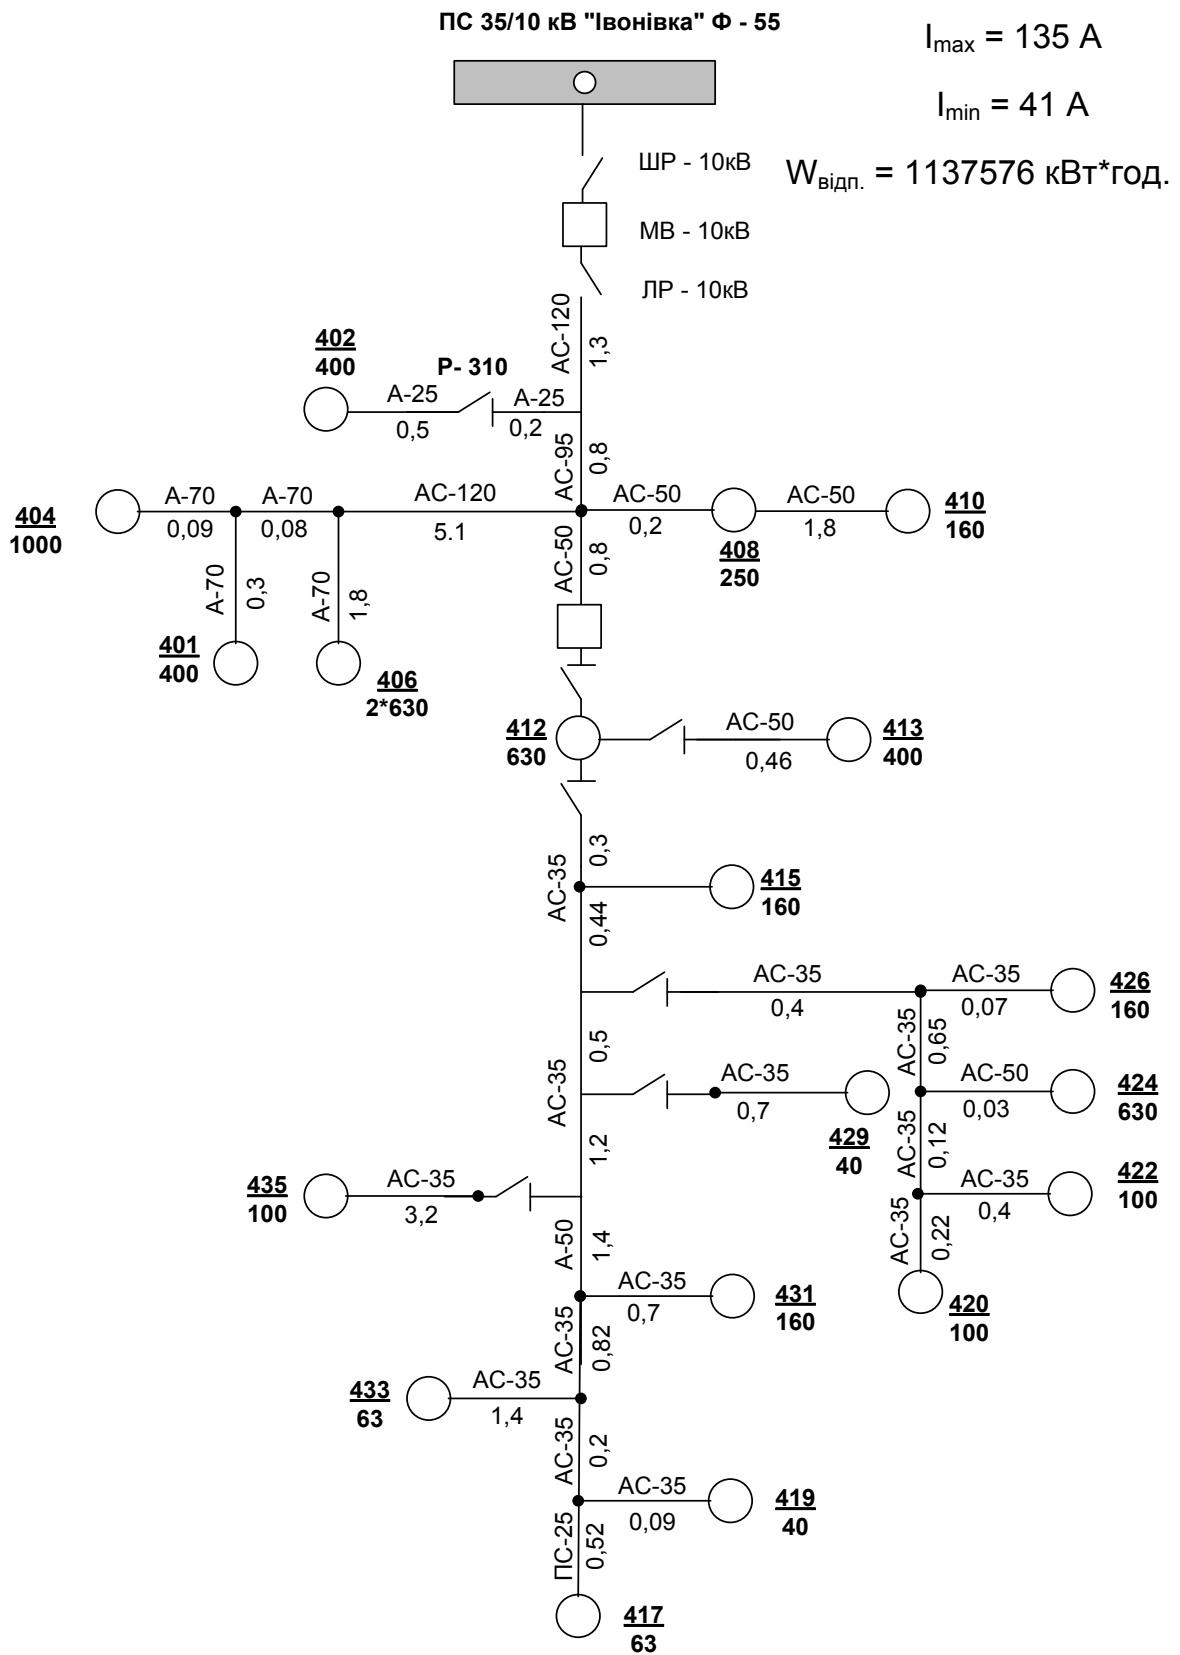 ПС 35/10 кВ "Івонівка" Ф - 55
Imax = 135 А
Imin = 41 А
Wвідп. = 1137576 кВт*год.
ШР - 10кВ
МВ - 10кВ
ЛР - 10кВ
АС-120
1,3
402
400
Р- 310
А-25
0,5
А-25
0,2
АС-95
0,8
404
1000
А-70
0,09
А-70
0,08
АС-120
5.1
АС-50
0,2
408
250
АС-50
1,8
410
160
А-70
0,3
401
400
А-70
1,8
406
2*630
АС-50
0,8
412
630
АС-50
0,46
413
400
0,3
АС-35
0,44
415
160
АС-35
0,4
АС-35
0,07
426
160
0,5
АС-35
0,65
АС-35
АС-35
0,7
429
40
АС-50
0,03
424
630
1,2
АС-35
0,12
435
100
АС-35
3,2
АС-35
0,4
422
100
А-50
1,4
АС-35
0,22
420
100
АС-35
0,7
431
160
АС-35
0,82
433
63
АС-35
1,4
АС-35
0,2
АС-35
0,09
419
40
ПС-25
0,52
417
63